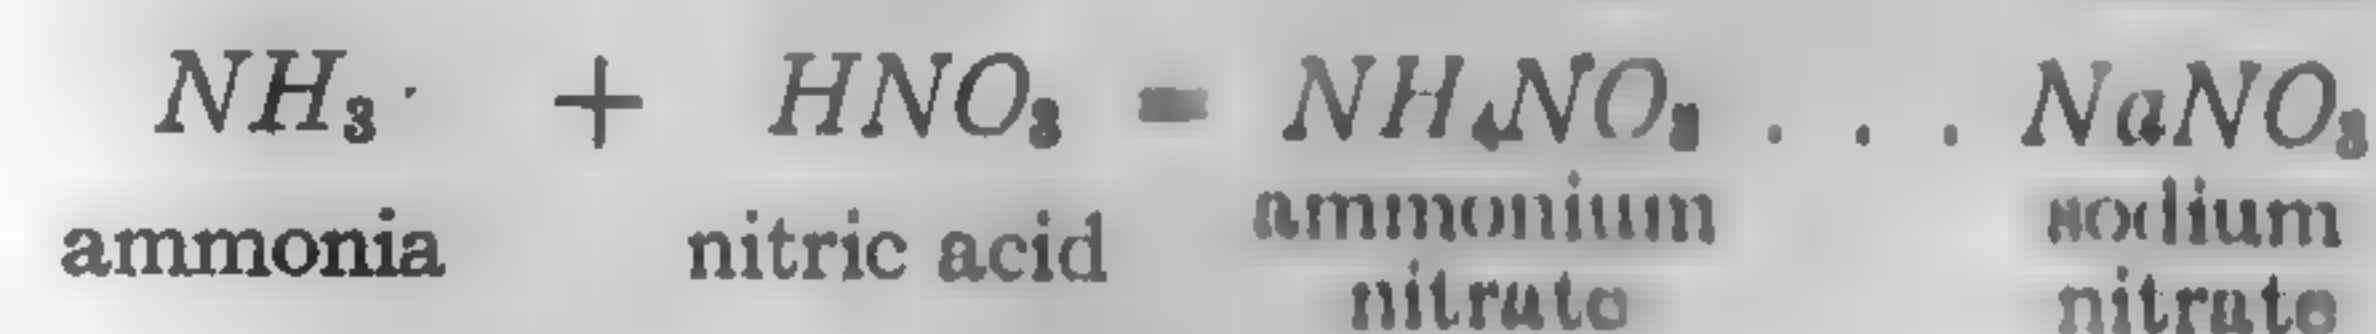 NH₃ + HNO₃ = NH₄NO₃ . . . NaNO₃
ammonia nitric acid ammonium sodium
nitrate nitrate